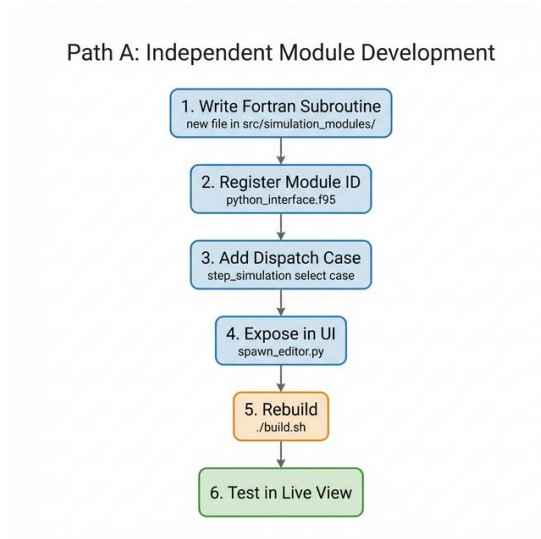 Path A: Independent Module Development
1. Write Fortran Subroutine
new file in src/simulation_modules/
2. Register Module ID
python_interface.f95
3. Add Dispatch Case
step_simulation select case
4. Expose in UI
spawn_editor.py
5. Rebuild
./build.sh
6. Test in Live View